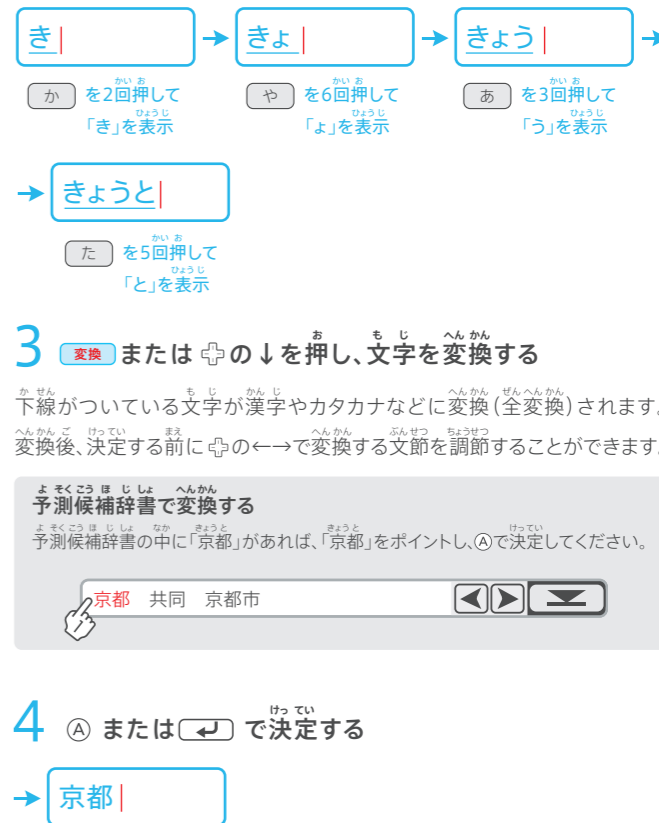 き きょ きょう
か を2回押して や を6回押して あ を3回押して
「き」を表示 「ょ」を表示 「う」を表示
きょうと
た を5回押して
「と」を表示
3 変換 または の↓を押し、文字を変換する
下線がついている文字が漢字やカタカナなどに変換(全変換)されます。
変換後、決定する前に の←→で変換する文節を調節することができます。
予測候補辞書で変換する
予測候補辞書の中に「京都」があれば、「京都」をポイントし、Ⓐで決定してください。
京都 共同 京都市
4 Ⓐ または で決定する
京都